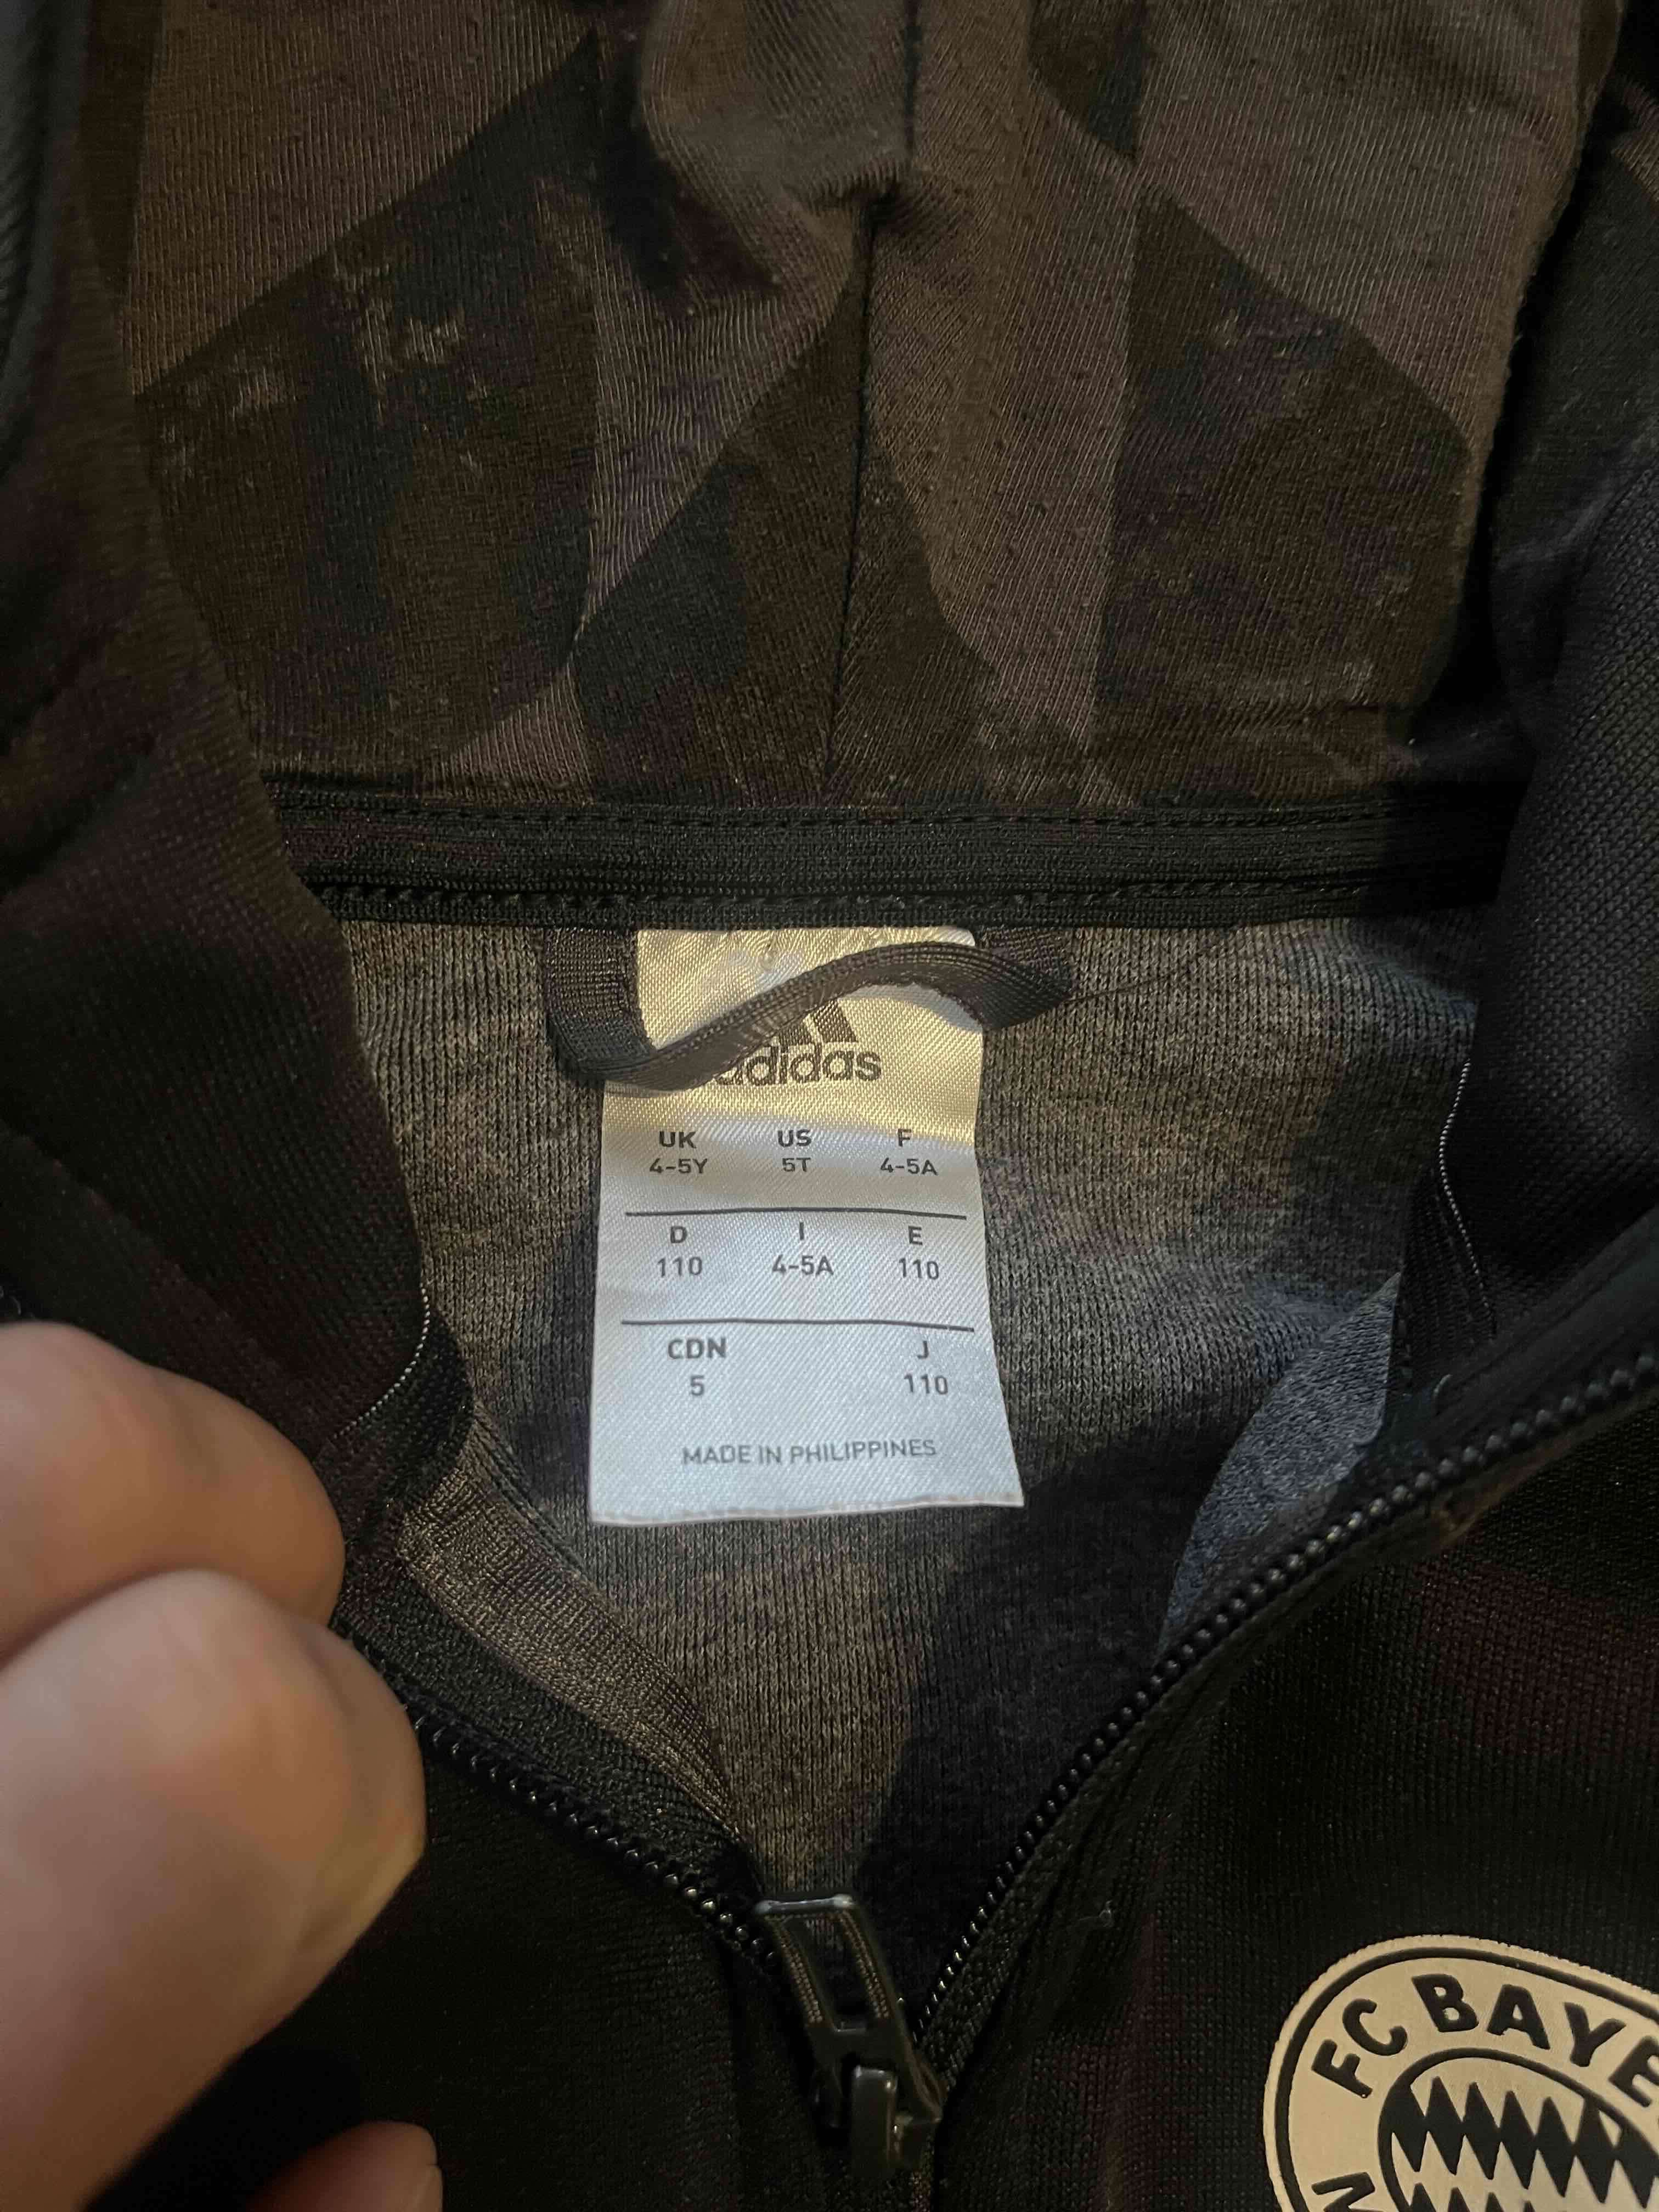 adidas
UK US F
4-5Y 5T 4-5A
D I E
110 4-5A 110
CDN J
5 110
MADE IN PHILIPPINES
FC BAYE